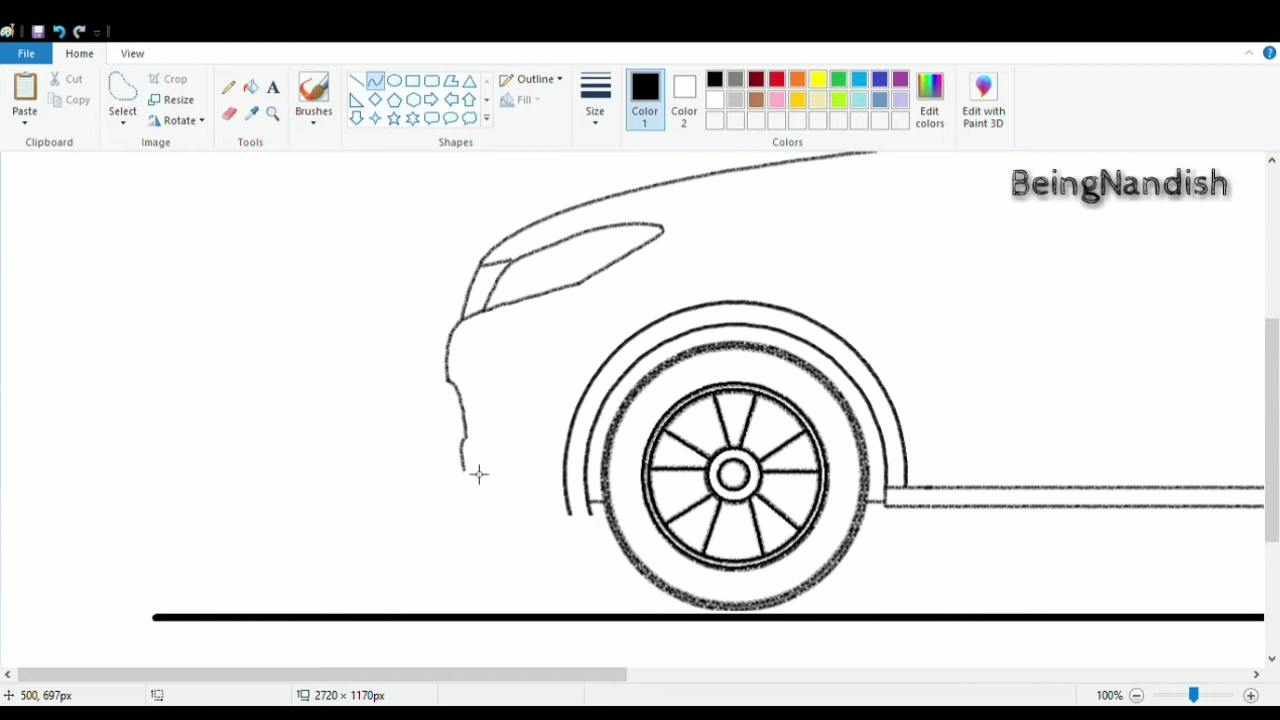 File Home View
Paste
Cut
Copy
Clipboard
Select
Crop
Resize
Rotate
Image
A
Tools
Brushes
Shapes
Outline
Fill
Size
Color
1
Color
2
Colors
Edit
colors
Edit with
Paint 3D
BeingNandish
500, 697px
2720 × 1170px
100%